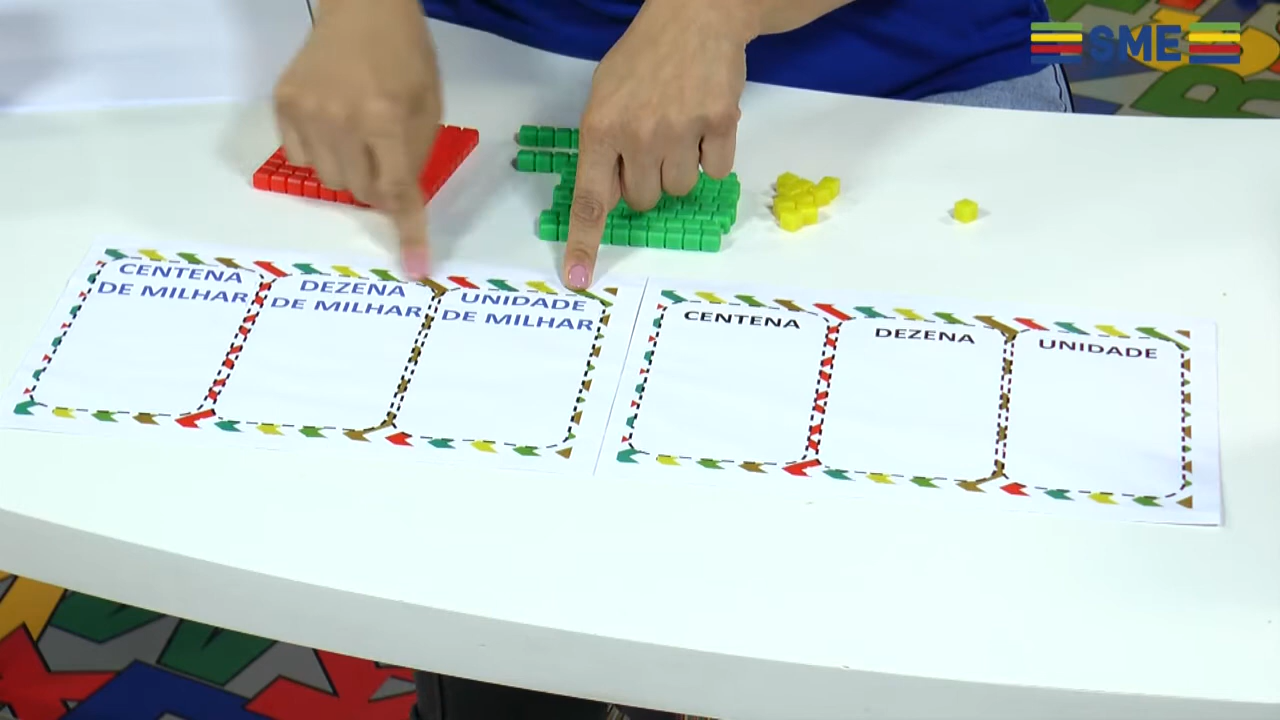 SME
CENTENA
DE MILHAR
DEZENA
DE MILHAR
UNIDADE
DE MILHAR
CENTENA
DEZENA
UNIDADE